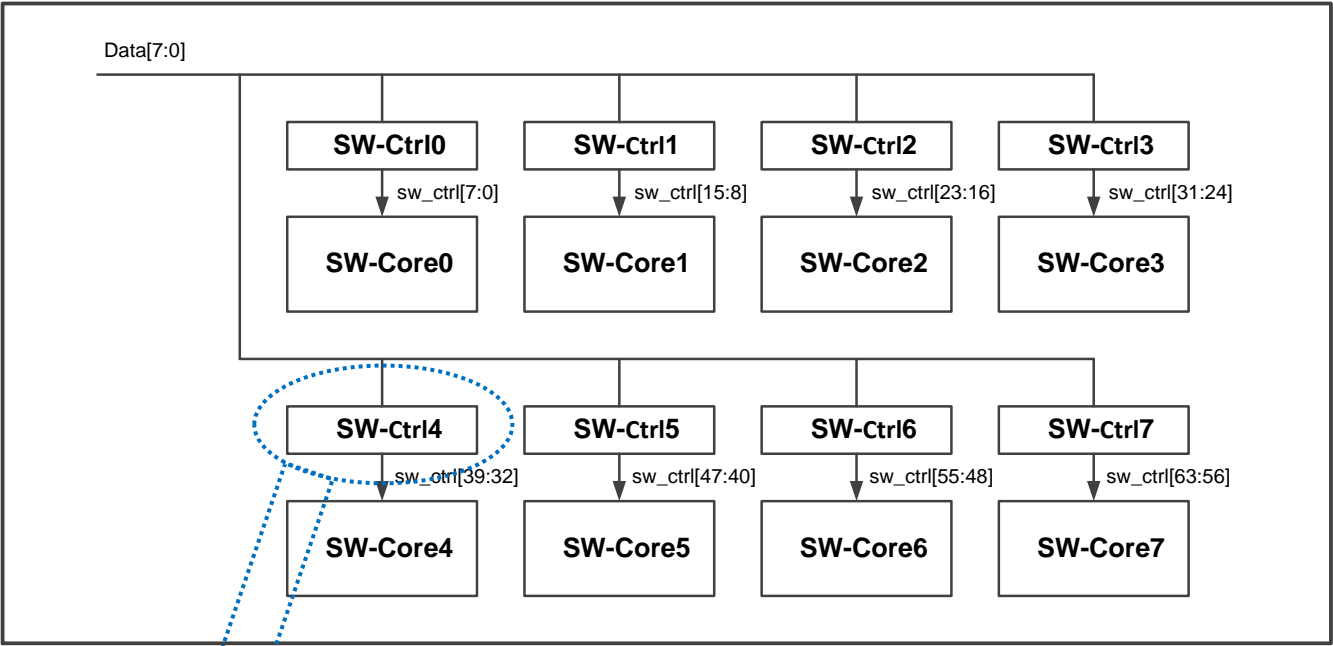 Data[7:0]
SW-Ctrl0 SW-Ctrl1 SW-Ctrl2 SW-Ctrl3
sw_ctrl[7:0] sw_ctrl[15:8] sw_ctrl[23:16] sw_ctrl[31:24]
SW-Core0 SW-Core1 SW-Core2 SW-Core3
SW-Ctrl4 SW-Ctrl5 SW-Ctrl6 SW-Ctrl7
sw_ctrl[39:32] sw_ctrl[47:40] sw_ctrl[55:48] sw_ctrl[63:56]
SW-Core4 SW-Core5 SW-Core6 SW-Core7